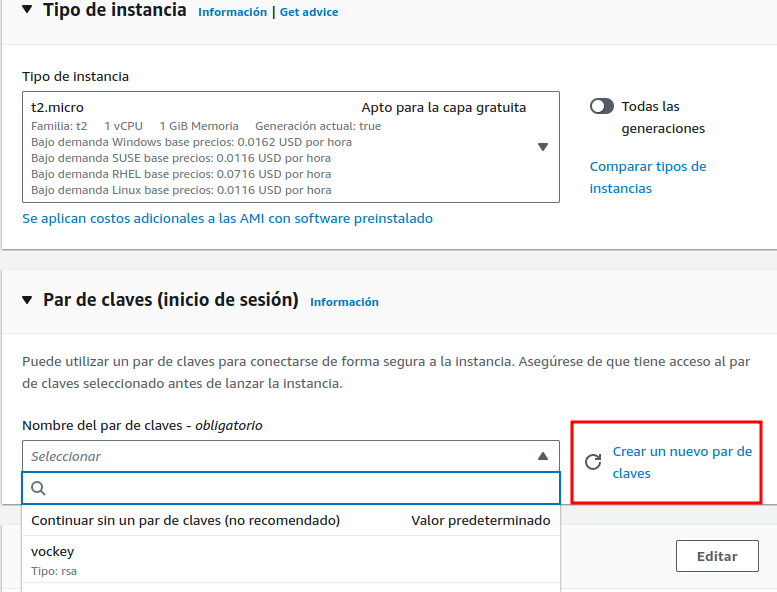 Tipo de instancia Información | Get advice
Tipo de instancia
t2.micro Apto para la capa gratuita
Familia: t2 1 vCPU 1 GiB Memoria Generación actual: true
Bajo demanda Windows base precios: 0.0162 USD por hora
Bajo demanda SUSE base precios: 0.0116 USD por hora
Bajo demanda RHEL base precios: 0.0716 USD por hora
Bajo demanda Linux base precios: 0.0116 USD por hora
Todas las
generaciones
Comparar tipos de
instancias
Se aplican costos adicionales a las AMI con software preinstalado
Par de claves (inicio de sesión) Información
Puede utilizar un par de claves para conectarse de forma segura a la instancia. Asegúrese de que tiene acceso al par
de claves seleccionado antes de lanzar la instancia.
Nombre del par de claves - obligatorio
Seleccionar
Crear un nuevo par de
claves
Continuar sin un par de claves (no recomendado) Valor predeterminado
vockey
Tipo: rsa
Editar